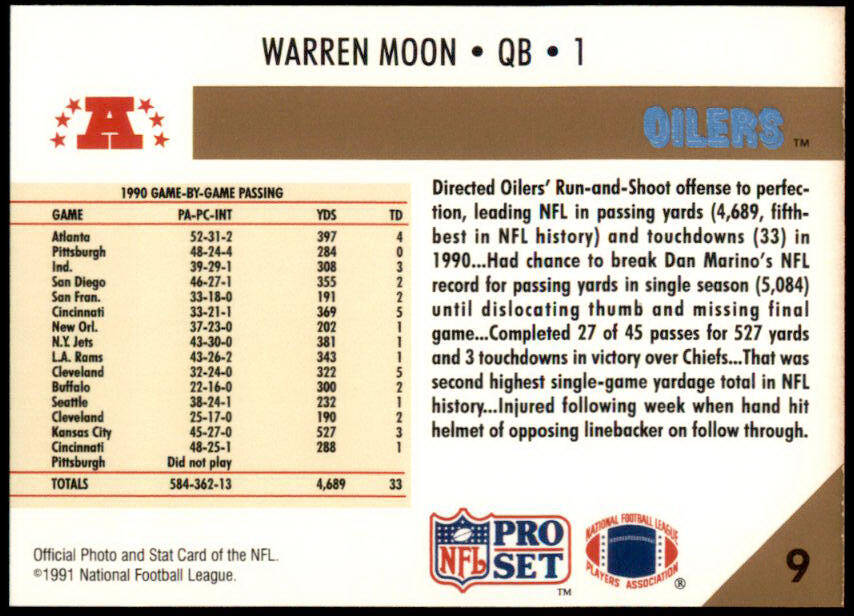 WARREN MOON • QB • 1
A
OILERS TM
1990 GAME-BY-GAME PASSING
GAME PA-PC-INT YDS TD
Atlanta 52-31-2 397 4
Pittsburgh 48-24-4 284 0
Ind. 39-29-1 308 3
San Diego 46-27-1 355 2
San Fran. 33-18-0 191 2
Cincinnati 33-21-1 369 5
New Orl. 37-23-0 202 1
N.Y. Jets 43-30-0 381 1
L.A. Rams 43-26-2 343 1
Cleveland 32-24-0 322 5
Buffalo 22-16-0 300 2
Seattle 38-24-1 232 1
Cleveland 25-17-0 190 2
Kansas City 45-27-0 527 3
Cincinnati 48-25-1 288 1
Pittsburgh Did not play
TOTALS 584-362-13 4,689 33
Directed Oilers' Run-and-Shoot offense to perfec-
tion, leading NFL in passing yards (4,689, fifth-
best in NFL history) and touchdowns (33) in
1990...Had chance to break Dan Marino's NFL
record for passing yards in single season (5,084)
until dislocating thumb and missing final
game...Completed 27 of 45 passes for 527 yards
and 3 touchdowns in victory over Chiefs...That was
second highest single-game yardage total in NFL
history...Injured following week when hand hit
helmet of opposing linebacker on follow through.
Official Photo and Stat Card of the NFL.
©1991 National Football League.
NFL PRO SET TM
NATIONAL FOOTBALL LEAGUE
PLAYERS ASSOCIATION ®
9